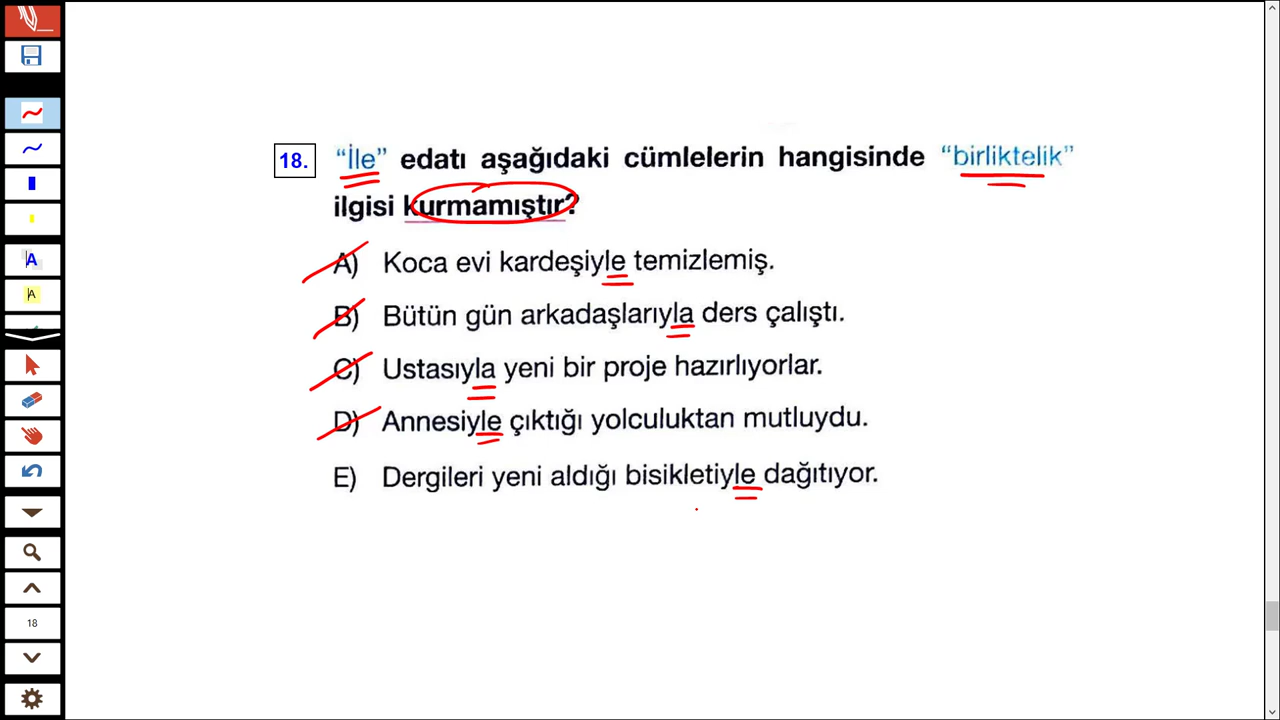 18. “İle” edatı aşağıdaki cümlelerin hangisinde “birliktelik”
ilgisi kurmamıştır?
A) Koca evi kardeşiyle temizlemiş.
B) Bütün gün arkadaşlarıyla ders çalıştı.
C) Ustasıyla yeni bir proje hazırlıyorlar.
D) Annesiyle çıktığı yolculuktan mutluydu.
E) Dergileri yeni aldığı bisikletiyle dağıtıyor.
A
A
18